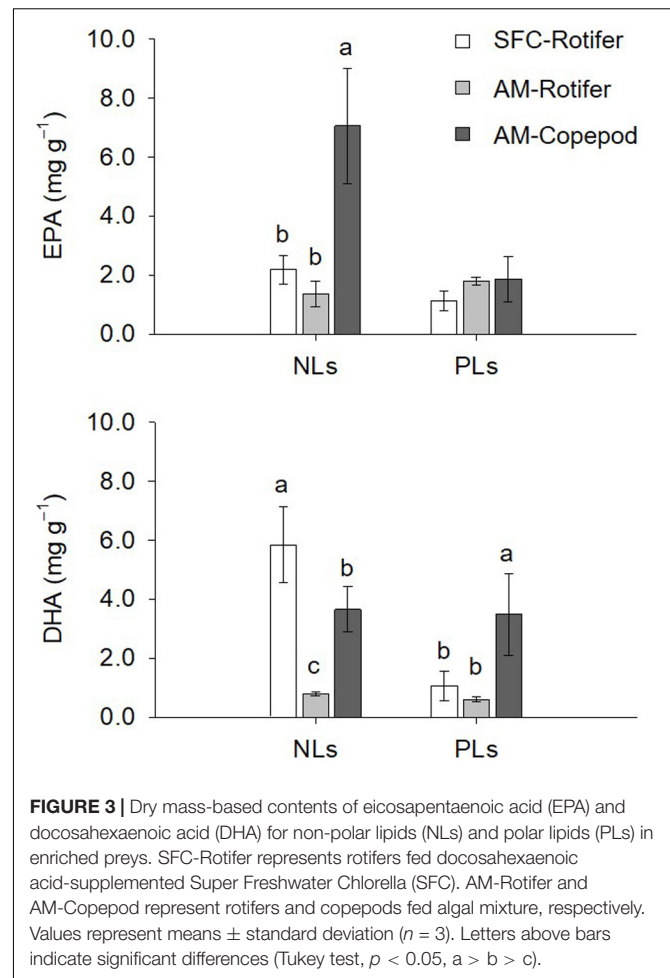 10.0
8.0
6.0
4.0
2.0
0.0
EPA (mg g⁻¹)
a
b
b
SFC-Rotifer
AM-Rotifer
AM-Copepod
NLs
PLs
10.0
8.0
6.0
4.0
2.0
0.0
DHA (mg g⁻¹)
a
b
c
a
b
b
NLs
PLs
FIGURE 3 | Dry mass-based contents of eicosapentaenoic acid (EPA) and
docosahexaenoic acid (DHA) for non-polar lipids (NLs) and polar lipids (PLs) in
enriched preys. SFC-Rotifer represents rotifers fed docosahexaenoic
acid-supplemented Super Freshwater Chlorella (SFC). AM-Rotifer and
AM-Copepod represent rotifers and copepods fed algal mixture, respectively.
Values represent means ± standard deviation (n = 3). Letters above bars
indicate significant differences (Tukey test, p < 0.05, a > b > c).